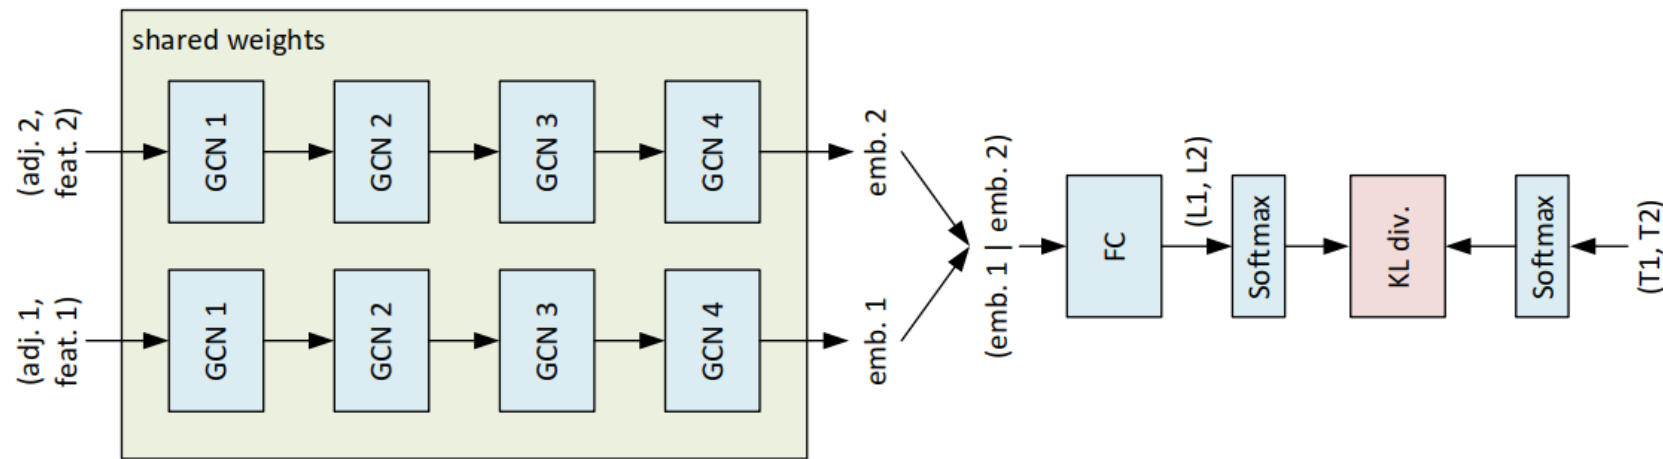 shared weights
(adj. 2,
feat. 2)
GCN 1
GCN 2
GCN 3
GCN 4
emb. 2
(adj. 1,
feat. 1)
GCN 1
GCN 2
GCN 3
GCN 4
emb. 1
(emb. 1 | emb. 2)
FC
(L1, L2)
Softmax
KL div.
Softmax
(T1, T2)